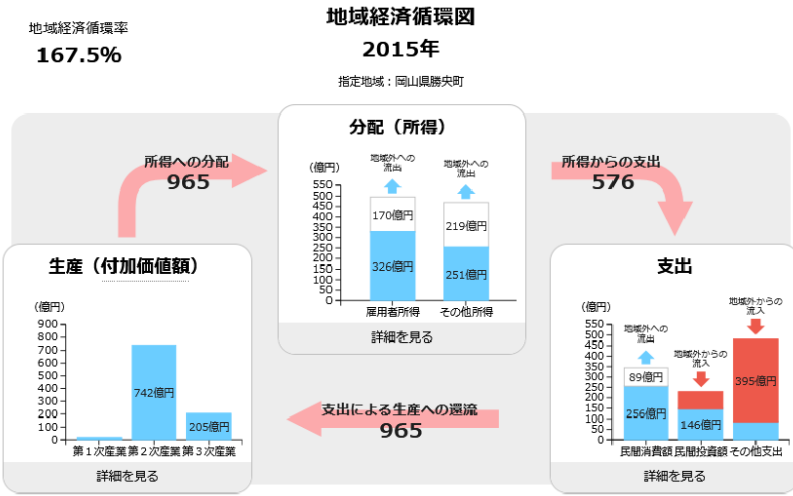 地域経済循環率
167.5%
地域経済循環図
2015年
指定地域：岡山県勝央町
所得への分配
965
分配（所得）
(億円)
地域外への
流出
地域外への
流出
550
500
450
400
350
300
250
200
150
100
50
0
170億円
219億円
326億円
251億円
雇用者所得
その他所得
詳細を見る
所得からの支出
576
生産（付加価値額）
(億円)
900
800
700
600
500
400
300
200
100
0
742億円
205億円
第１次産業
第２次産業
第３次産業
詳細を見る
支出による生産への還流
965
支出
(億円)
地域外への
流出
地域外からの
流入
地域外からの
流入
550
500
450
400
350
300
250
200
150
100
50
0
89億円
256億円
146億円
395億円
民間消費額
民間投資額
その他支出
詳細を見る